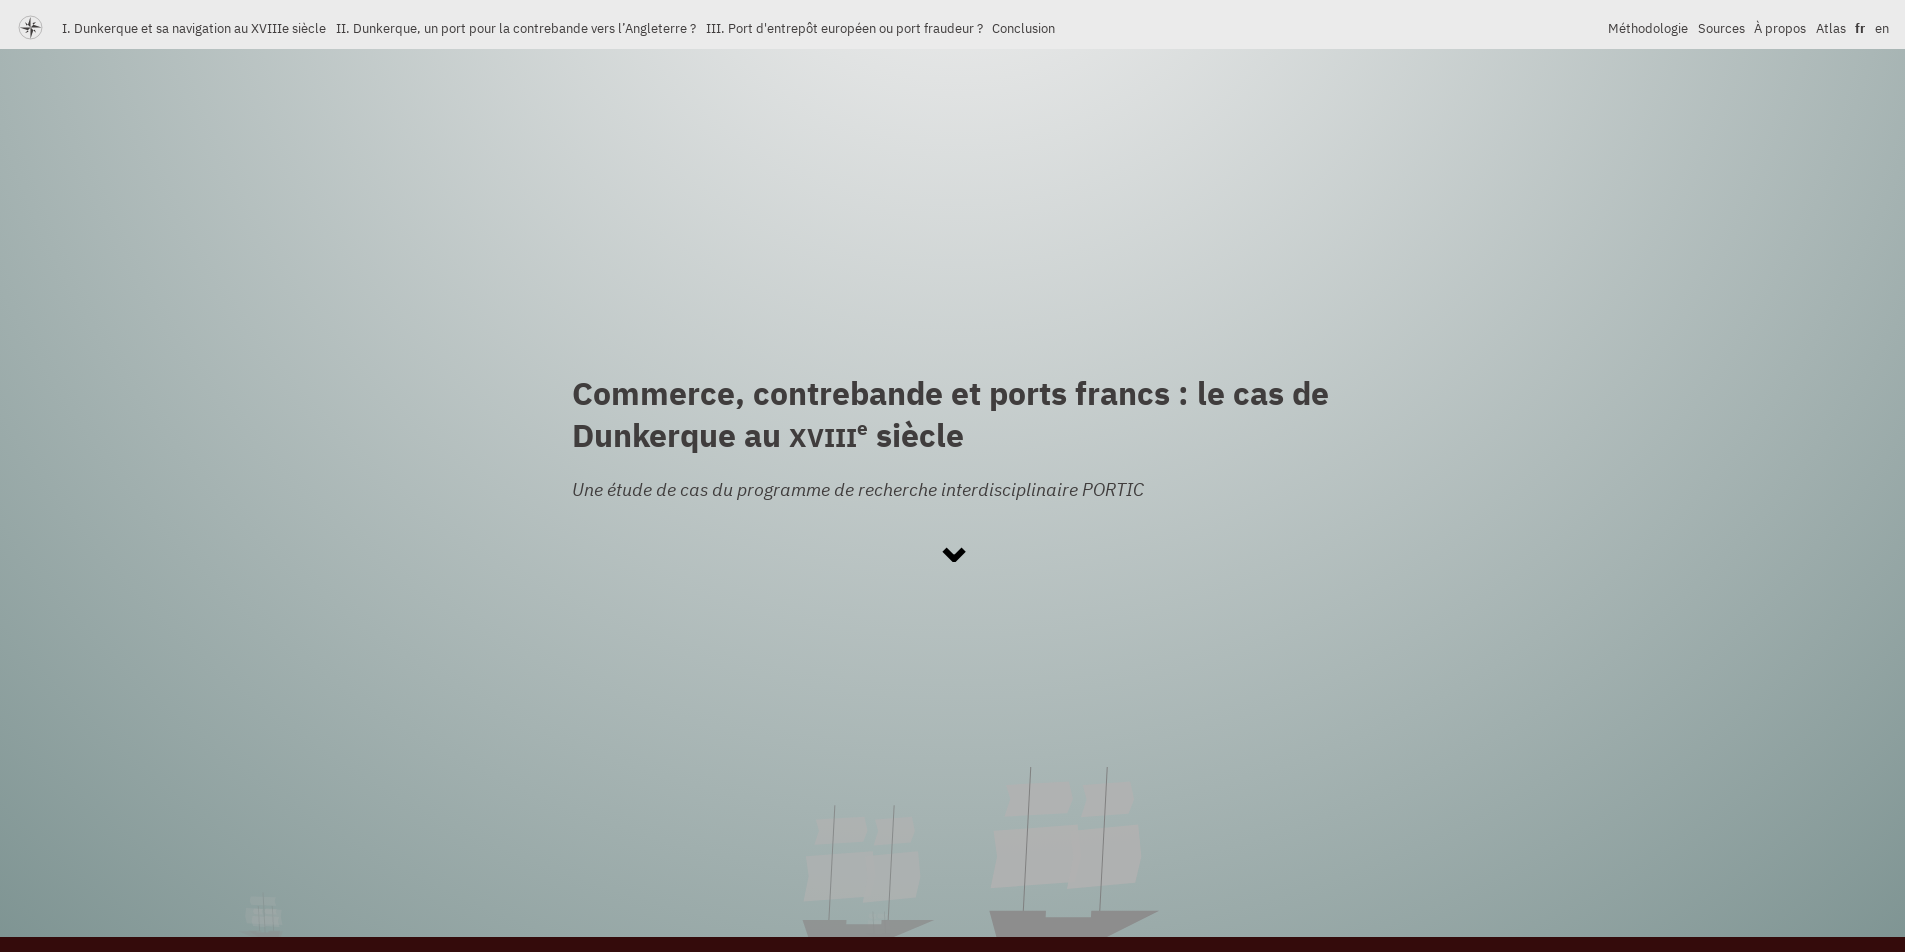 I. Dunkerque et sa navigation au XVIIIe siècle II. Dunkerque, un port pour la contrebande vers l’Angleterre ? III. Port d'entrepôt européen ou port fraudeur ? Conclusion Méthodologie Sources À propos Atlas fr en
Commerce, contrebande et ports francs : le cas de
Dunkerque au XVIIIe siècle
Une étude de cas du programme de recherche interdisciplinaire PORTIC